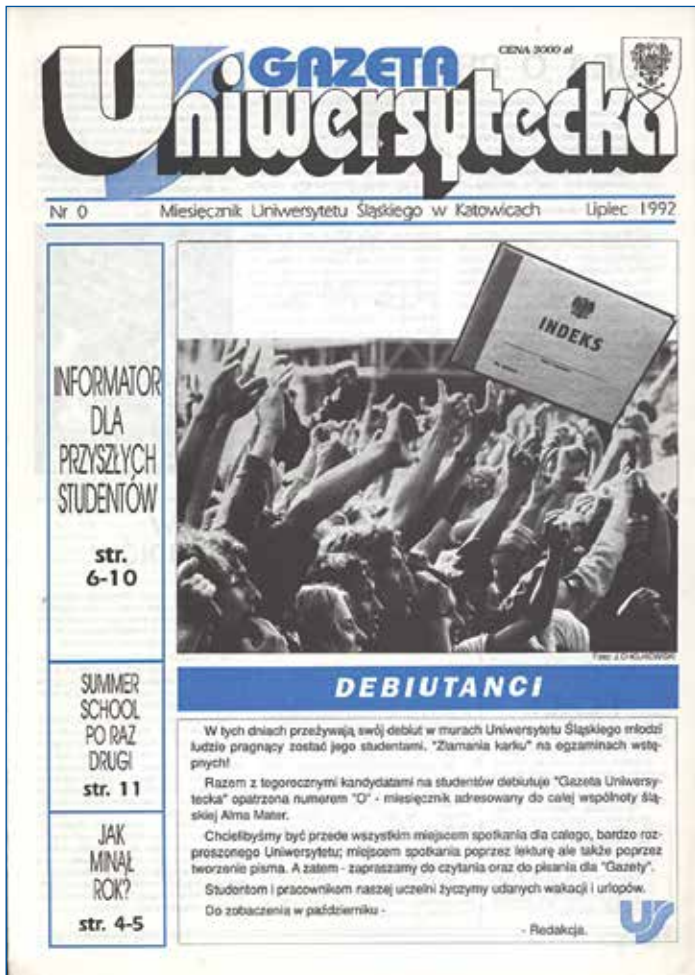 CENA 3000 zł
GAZETA
Uniwersytecka
Nr 0 Miesięcznik Uniwersytetu Śląskiego w Katowicach Lipiec 1992
INFORMATOR
DLA
PRZYSZŁYCH
STUDENTÓW
str.
6-10
SUMMER
SCHOOL
PO RAZ
DRUGI
str. 11
JAK
MINĄŁ
ROK?
str. 4-5
INDEKS
Foto:
DEBIUTANCI
W tych dniach przeżywają swój debiut w murach Uniwersytetu Śląskiego młodzi
ludzie pragnący zostać jego studentami. "Złamania karku" na egzaminach wstę-
pnych!
Razem z tegorocznymi kandydatami na studentów debiutuje "Gazeta Uniwersy-
tecka" opatrzona numerem "O" - miesięcznik adresowany do całej wspólnoty ślą-
skiej Alma Mater.
Chcielibyśmy być przede wszystkim miejscem spotkania dla całego, bardzo roz-
proszonego Uniwersytetu; miejscem spotkania poprzez lekturę ale także poprzez
tworzenie pisma. A zatem - zapraszamy do czytania oraz do pisania dla "Gazety".
Studentom i pracownikom naszej uczelni życzymy udanych wakacji i urlopów.
Do zobaczenia w październiku -
- Redakcja.
UŚ